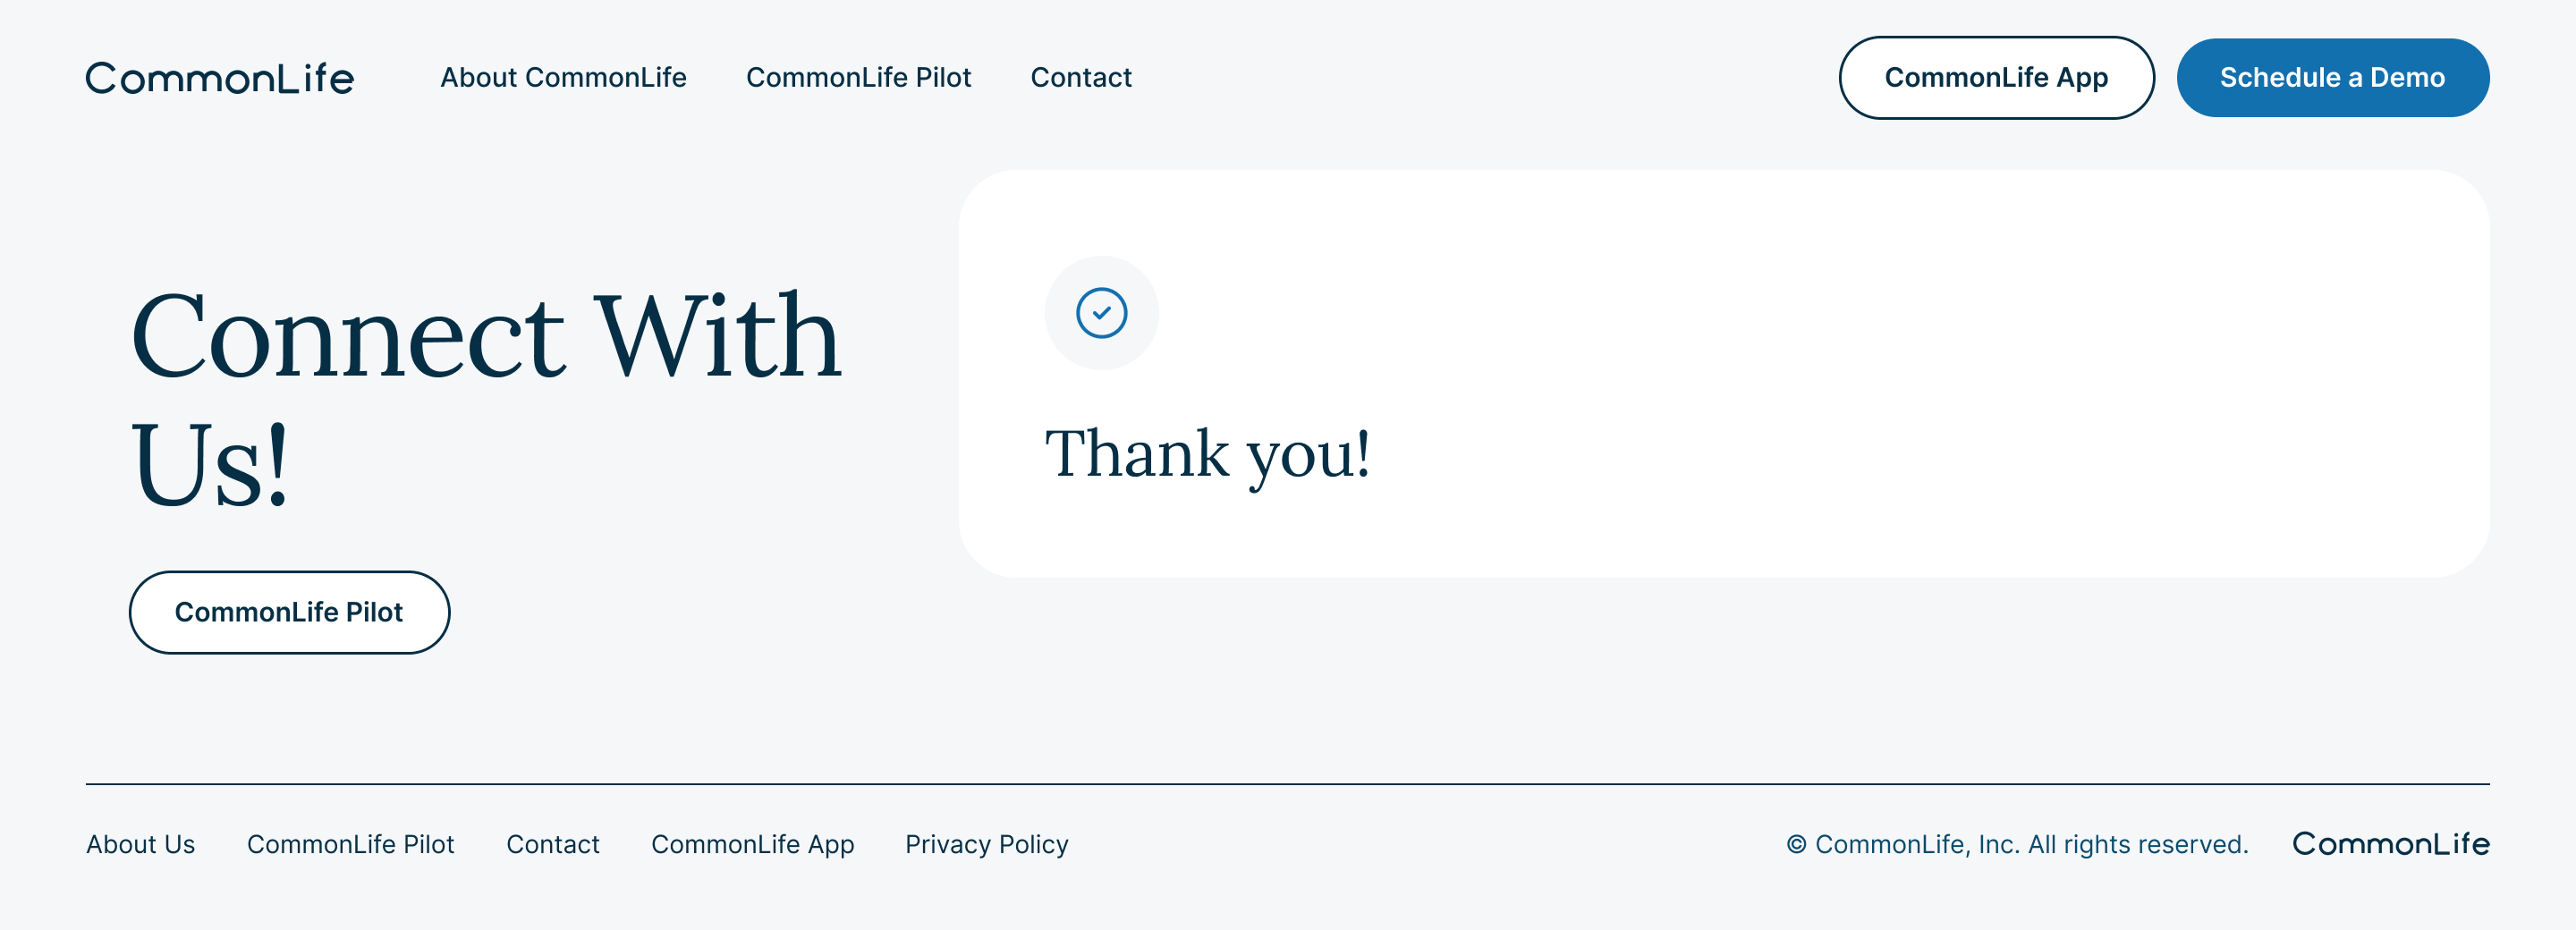 CommonLife
About CommonLife
CommonLife Pilot
Contact
CommonLife App
Schedule a Demo
Connect With
Us!
CommonLife Pilot
Thank you!
About Us
CommonLife Pilot
Contact
CommonLife App
Privacy Policy
© CommonLife, Inc. All rights reserved.
CommonLife